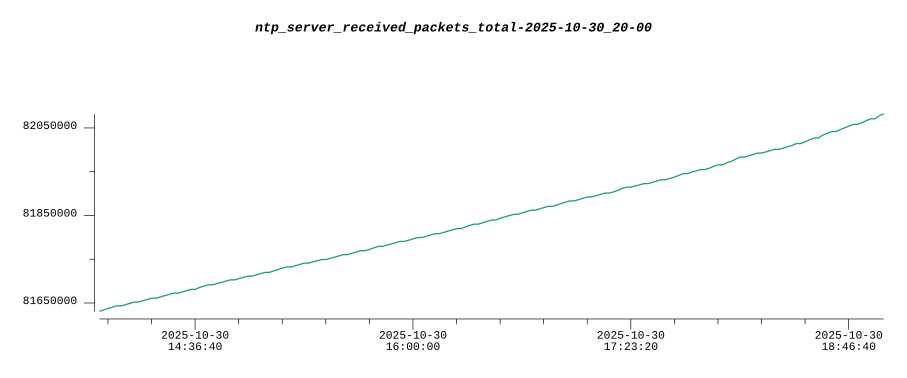 ntp_server_received_packets_total-2025-10-30_20-00
82050000
81850000
81650000
2025-10-30 2025-10-30 2025-10-30 2025-10-30
14:36:40 16:00:00 17:23:20 18:46:40